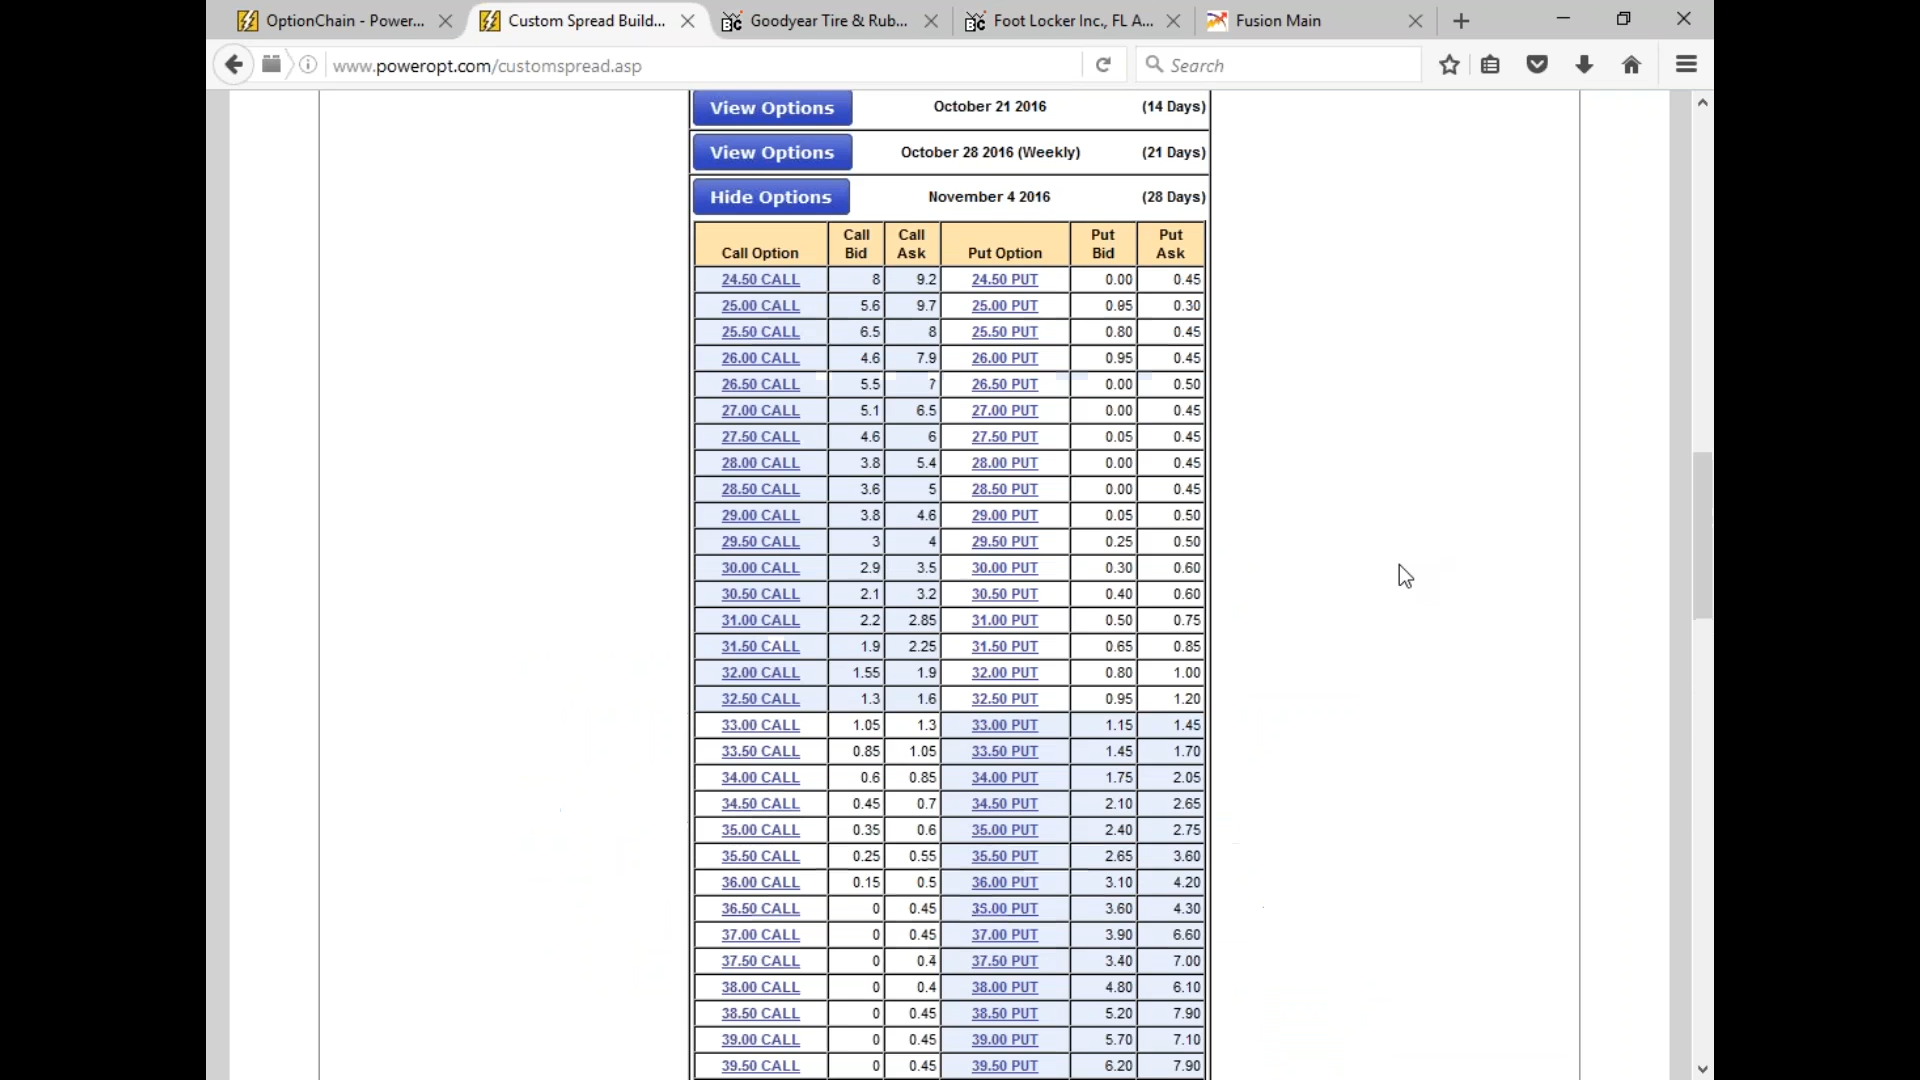 OptionChain - Power...
Custom Spread Build...
Goodyear Tire & Rub...
Foot Locker Inc., FL A...
Fusion Main
www.poweropt.com/customspread.asp
Search
View Options October 21 2016 (14 Days)
View Options October 28 2016 (Weekly) (21 Days)
Hide Options November 4 2016 (28 Days)
Call Option Call Bid Call Ask Put Option Put Bid Put Ask
24.50 CALL 8 9.2 24.50 PUT 0.00 0.45
25.00 CALL 5.6 9.7 25.00 PUT 0.05 0.30
25.50 CALL 6.5 8 25.50 PUT 0.80 0.45
26.00 CALL 4.6 7.9 26.00 PUT 0.95 0.45
26.50 CALL 5.5 7 26.50 PUT 0.00 0.50
27.00 CALL 5.1 6.5 27.00 PUT 0.00 0.45
27.50 CALL 4.6 6 27.50 PUT 0.05 0.45
28.00 CALL 3.8 5.4 28.00 PUT 0.00 0.45
28.50 CALL 3.6 5 28.50 PUT 0.00 0.45
29.00 CALL 3.8 4.6 29.00 PUT 0.05 0.50
29.50 CALL 3 4 29.50 PUT 0.25 0.50
30.00 CALL 2.9 3.5 30.00 PUT 0.30 0.60
30.50 CALL 2.1 3.2 30.50 PUT 0.40 0.60
31.00 CALL 2.2 2.85 31.00 PUT 0.50 0.75
31.50 CALL 1.9 2.25 31.50 PUT 0.65 0.85
32.00 CALL 1.55 1.9 32.00 PUT 0.80 1.00
32.50 CALL 1.3 1.6 32.50 PUT 0.95 1.20
33.00 CALL 1.05 1.3 33.00 PUT 1.15 1.45
33.50 CALL 0.85 1.05 33.50 PUT 1.45 1.70
34.00 CALL 0.6 0.85 34.00 PUT 1.75 2.05
34.50 CALL 0.45 0.7 34.50 PUT 2.10 2.65
35.00 CALL 0.35 0.6 35.00 PUT 2.40 2.75
35.50 CALL 0.25 0.55 35.50 PUT 2.65 3.60
36.00 CALL 0.15 0.5 36.00 PUT 3.10 4.20
36.50 CALL 0 0.45 35.00 PUT 3.60 4.30
37.00 CALL 0 0.45 37.00 PUT 3.90 6.60
37.50 CALL 0 0.4 37.50 PUT 3.40 7.00
38.00 CALL 0 0.4 38.00 PUT 4.80 6.10
38.50 CALL 0 0.45 38.50 PUT 5.20 7.90
39.00 CALL 0 0.45 39.00 PUT 5.70 7.10
39.50 CALL 0 0.45 39.50 PUT 6.20 7.90